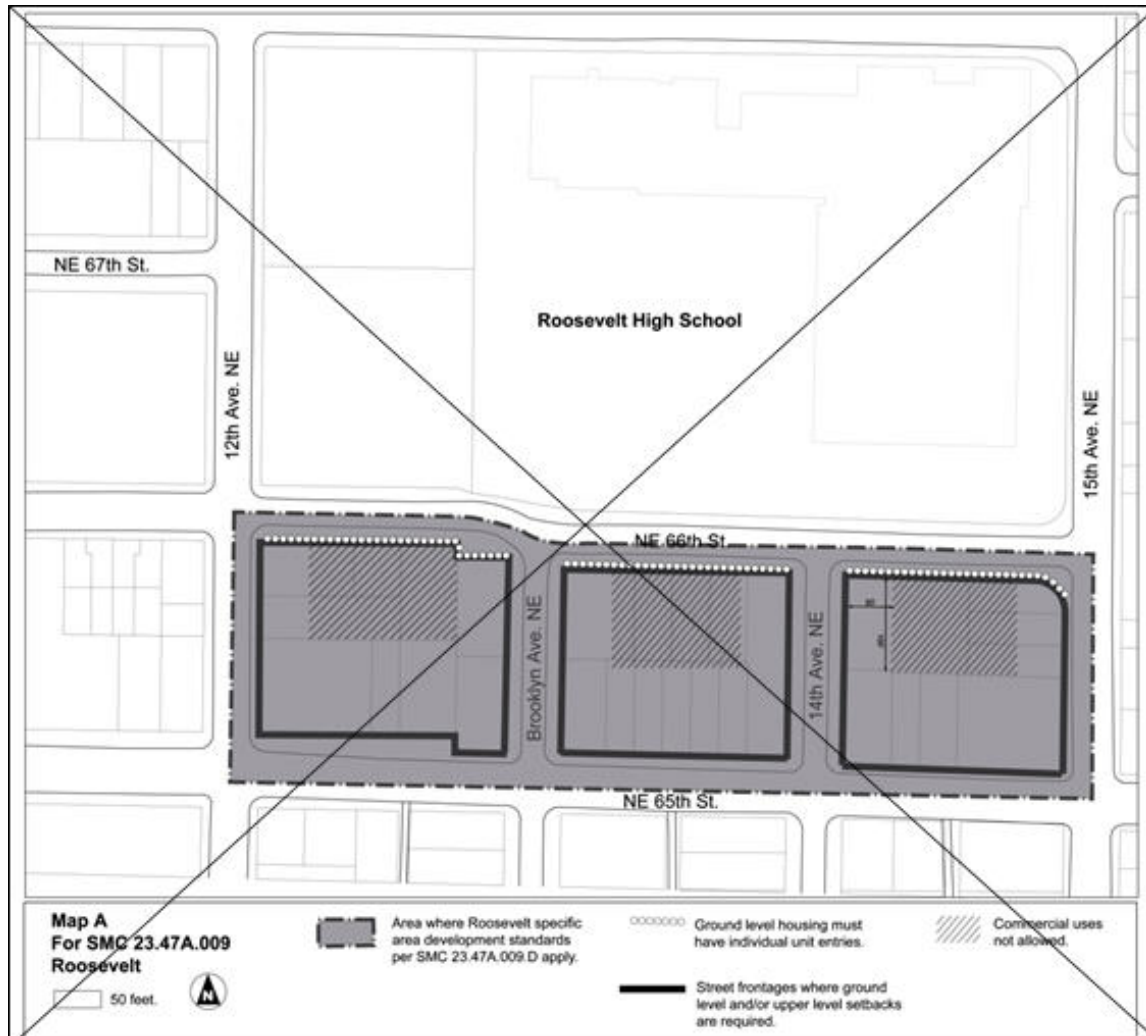 NE 67th St.
Roosevelt High School
12th Ave. NE
15th Ave. NE
NE 66th St.
Brooklyn Ave. NE
14th Ave. NE
NE 65th St.
Map A
For SMC 23.47A.009
Roosevelt
50 feet.
N
Area where Roosevelt specific
area development standards
per SMC 23.47A.009.D apply.
Ground level housing must
have individual unit entries.
Street frontages where ground
level and/or upper level setbacks
are required.
Commercial uses
not allowed.